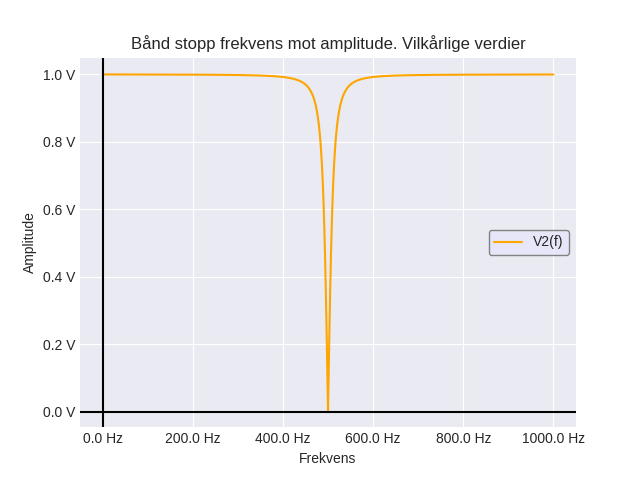 Bånd stopp frekvens mot amplitude. Vilkårlige verdier
1.0 V
0.8 V
0.6 V
0.4 V
0.2 V
0.0 V
Amplitude
V2(f)
0.0 Hz 200.0 Hz 400.0 Hz 600.0 Hz 800.0 Hz 1000.0 Hz
Frekvens